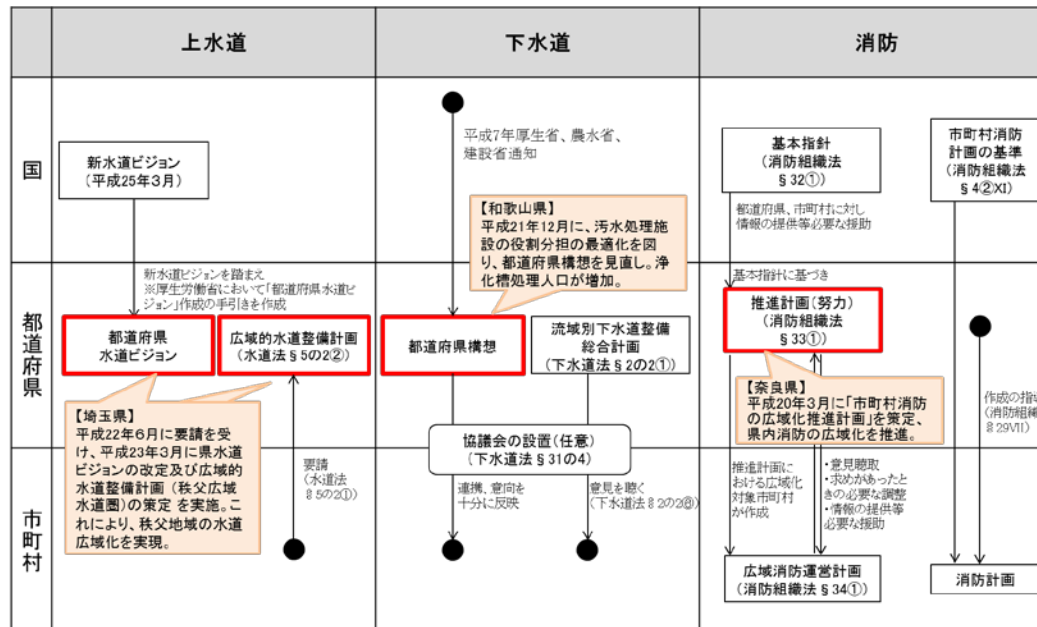 上水道
下水道
消防
国
新水道ビジョン
(平成25年3月)
平成7年厚生省、農水省、
建設省通知
基本指針
(消防組織法
§32①)
市町村消防
計画の基準
(消防組織法
§4②XI)
都道府県、市町村に対し
情報の提供等必要な援助
【和歌山県】
平成21年12月に、汚水処理施
設の役割分担の最適化を図
り、都道府県構想を見直し。浄
化槽処理人口が増加。
都道府県
新水道ビジョンを踏まえ
※厚生労働省において「都道府県水道ビ
ジョン」作成の手引きを作成
基本指針に基づき
都道府県
水道ビジョン
広域的水道整備計画
(水道法§5の2②)
都道府県構想
流域別下水道整備
総合計画
(下水道法§2の2①)
推進計画(努力)
(消防組織法
§33①)
【埼玉県】
平成22年6月に要請を受
け、平成23年3月に県水道
ビジョンの改定及び広域的
水道整備計画(秩父広域
水道圏)の策定を実施。こ
れにより、秩父地域の水道
広域化を実現。
【奈良県】
平成20年3月に「市町村消防
の広域化推進計画」を策定、
県内消防の広域化を推進。
作成の指
(消防組織
§29VII)
協議会の設置(任意)
(下水道法§31の4)
市町村
要請
(水道法
§5の2①)
連携、意向を
十分に反映
意見を聴く
(下水道法§2の2⑧)
推進計画に
おける広域化
対象市町村
が作成
・意見聴取
・求めがあったと
きの必要な調整
・情報の提供等
必要な援助
広域消防運営計画
(消防組織法§34①)
消防計画